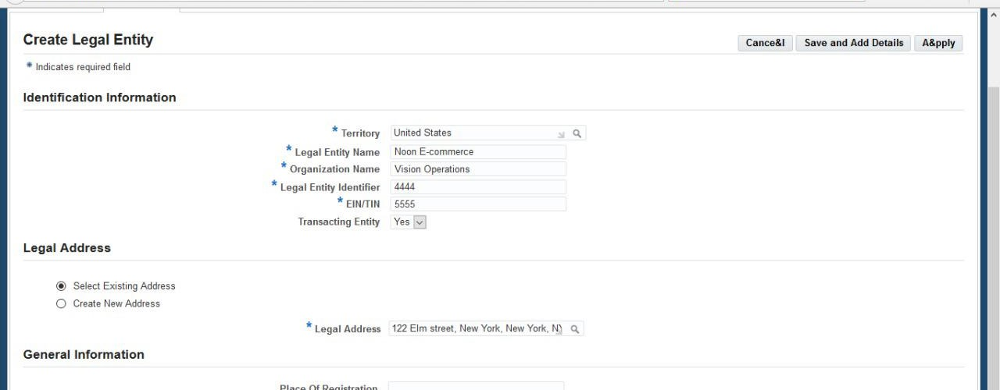 Create Legal Entity
Cance&l Save and Add Details A&pply
* Indicates required field
Identification Information
* Territory United States
* Legal Entity Name Noon E-commerce
* Organization Name Vision Operations
* Legal Entity Identifier 4444
* EIN/TIN 5555
Transacting Entity Yes
Legal Address
Select Existing Address
Create New Address
* Legal Address 122 Elm street, New York, New York, NY
General Information
Place Of Registration